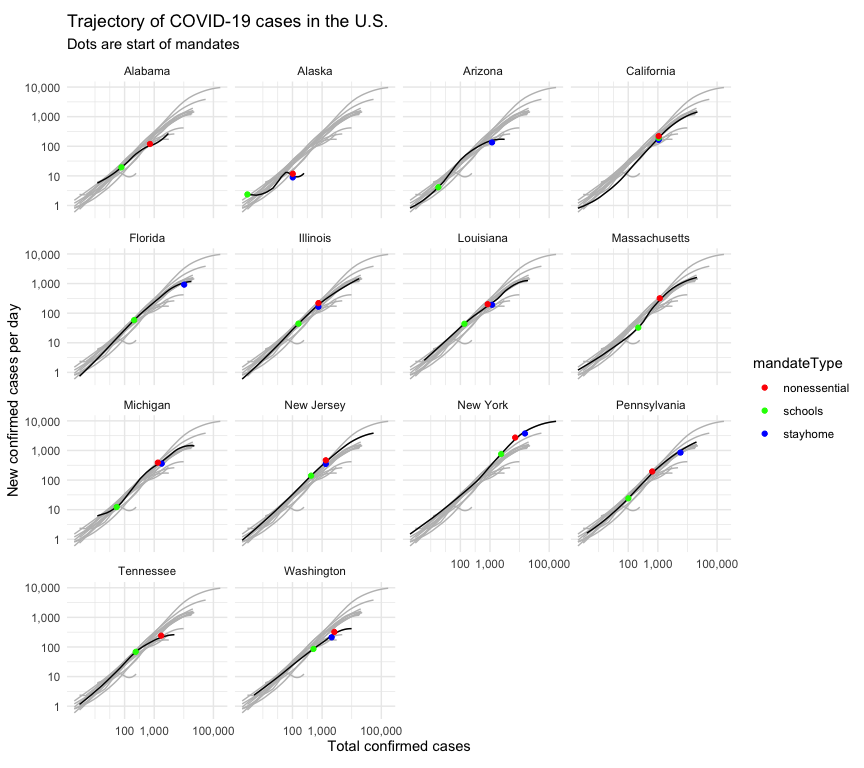 Trajectory of COVID-19 cases in the U.S.
Dots are start of mandates
Alabama Alaska Arizona California
10,000
1,000
100
10
1
Florida Illinois Louisiana Massachusetts
10,000
1,000
100
10
1
New confirmed cases per day
mandateType
nonessential
schools
stayhome
Michigan New Jersey New York Pennsylvania
10,000
1,000
100
10
1
100 1,000 100,000 100 1,000 100,000
Tennessee Washington
10,000
1,000
100
10
1
100 1,000 100,000 100 1,000 100,000
Total confirmed cases